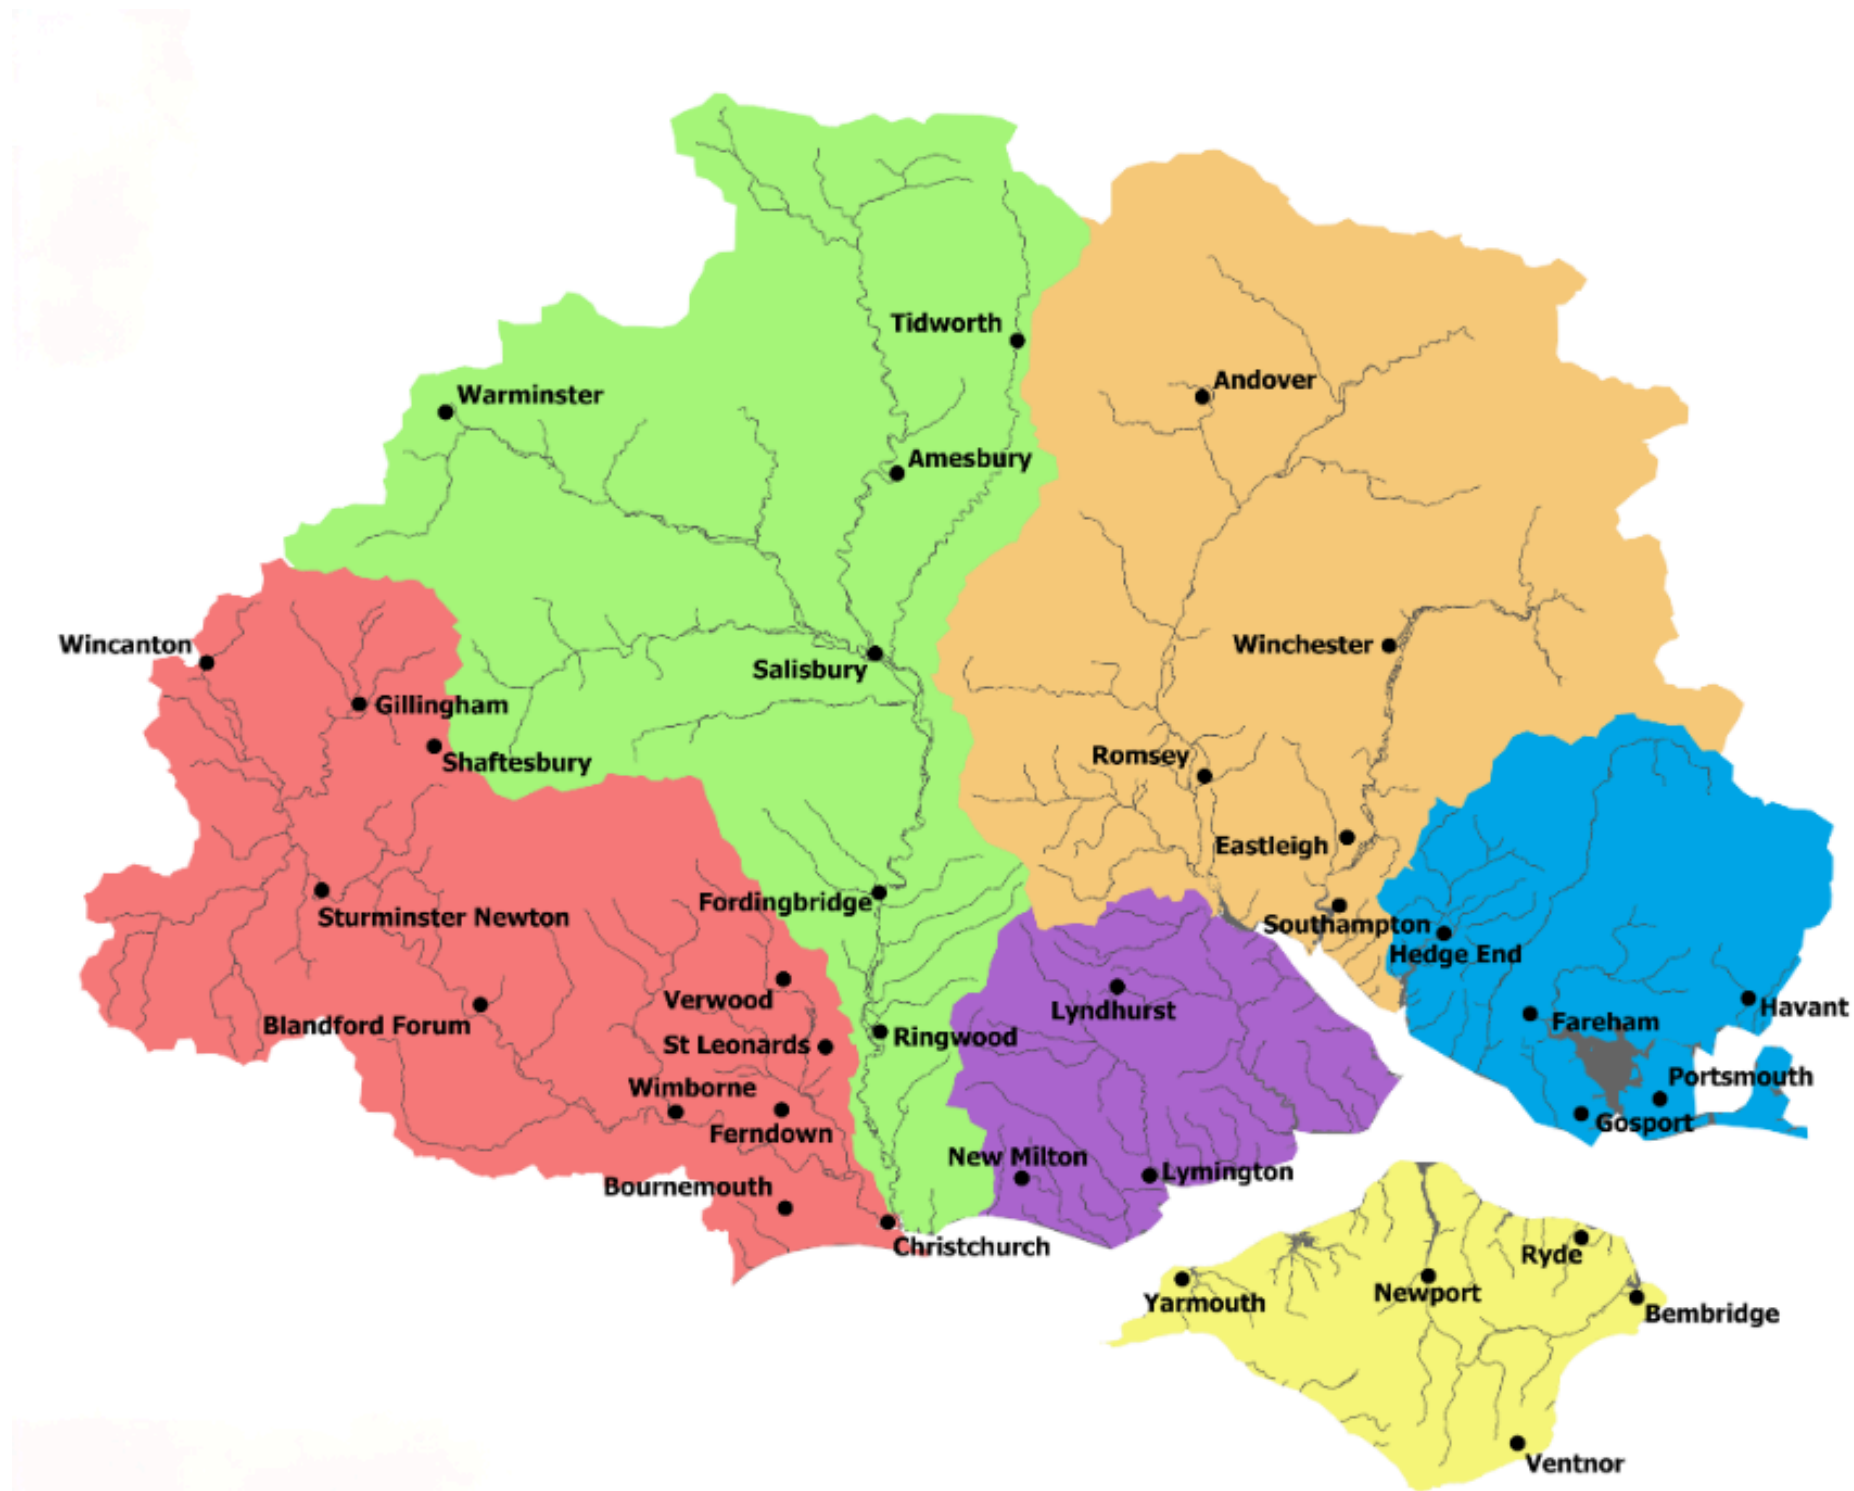 Tidworth
Andover
Warminster
Amesbury
Wincanton
Winchester
Salisbury
Gillingham
Shaftesbury
Romsey
Eastleigh
Fordingbridge
Sturminster Newton
Southampton
Hedge End
Verwood
Lyndhurst
Havant
Blandford Forum
Fareham
Ringwood
St Leonards
Portsmouth
Wimborne
Gosport
Ferndown
New Milton
Lymington
Bournemouth
Christchurch
Ryde
Newport
Yarmouth
Bembridge
Ventnor